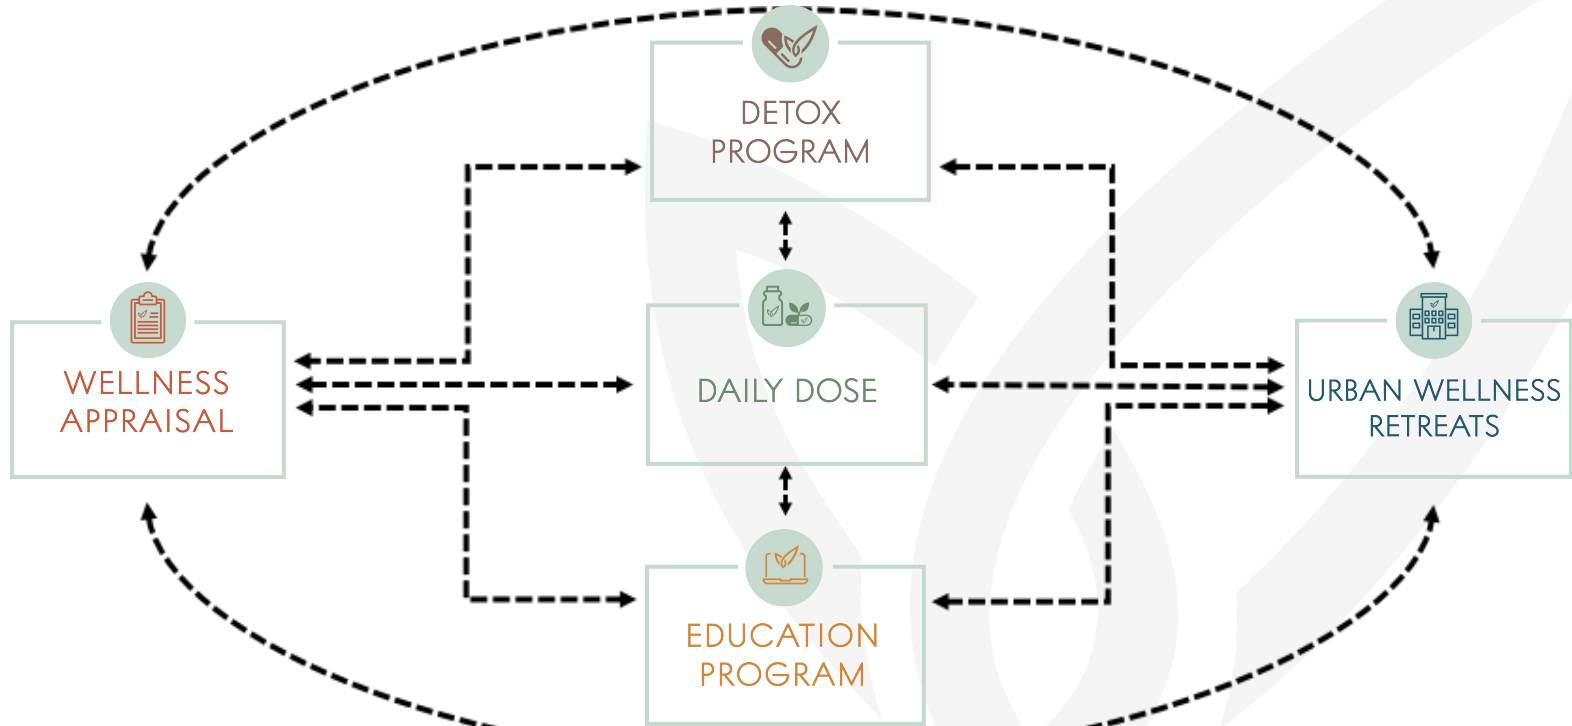 DETOX
PROGRAM
WELLNESS
APPRAISAL
DAILY DOSE
URBAN WELLNESS
RETREATS
EDUCATION
PROGRAM